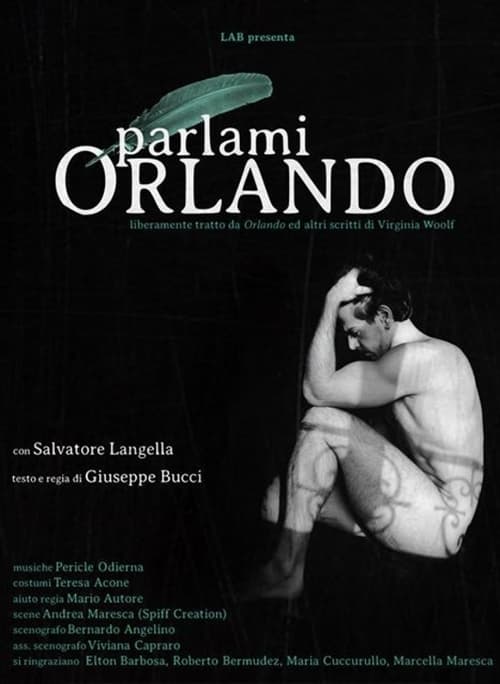 LAB presenta
parlami
ORLANDO
liberamente tratto da Orlando ed altri scritti di Virginia Woolf
con Salvatore Langella
testo e regia di Giuseppe Bucci
musiche Pericle Odierna
costumi Teresa Acone
aiuto regia Mario Autore
scene Andrea Maresca (Spiff Creation)
scenografo Bernardo Angelino
ass. scenografo Viviana Capraro
si ringraziano Elton Barbosa, Roberto Bermudez, Maria Cuccurullo, Marcella Maresca